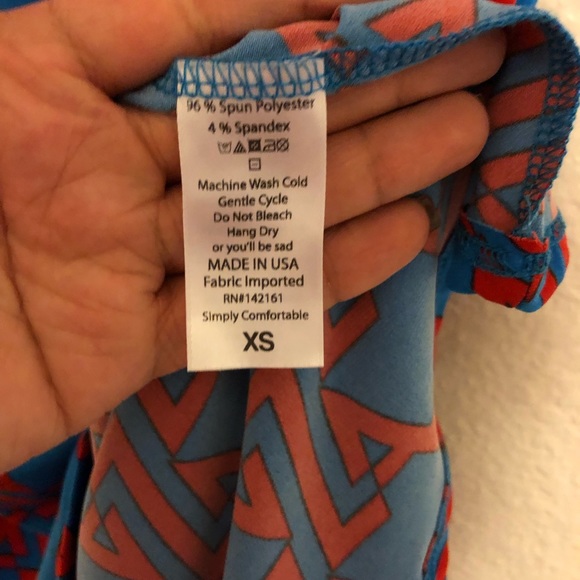 96 % Spun Polyester
4 % Spandex
Machine Wash Cold
Gentle Cycle
Do Not Bleach
Hang Dry
or you'll be sad
MADE IN USA
Fabric Imported
RN#142161
Simply Comfortable
XS